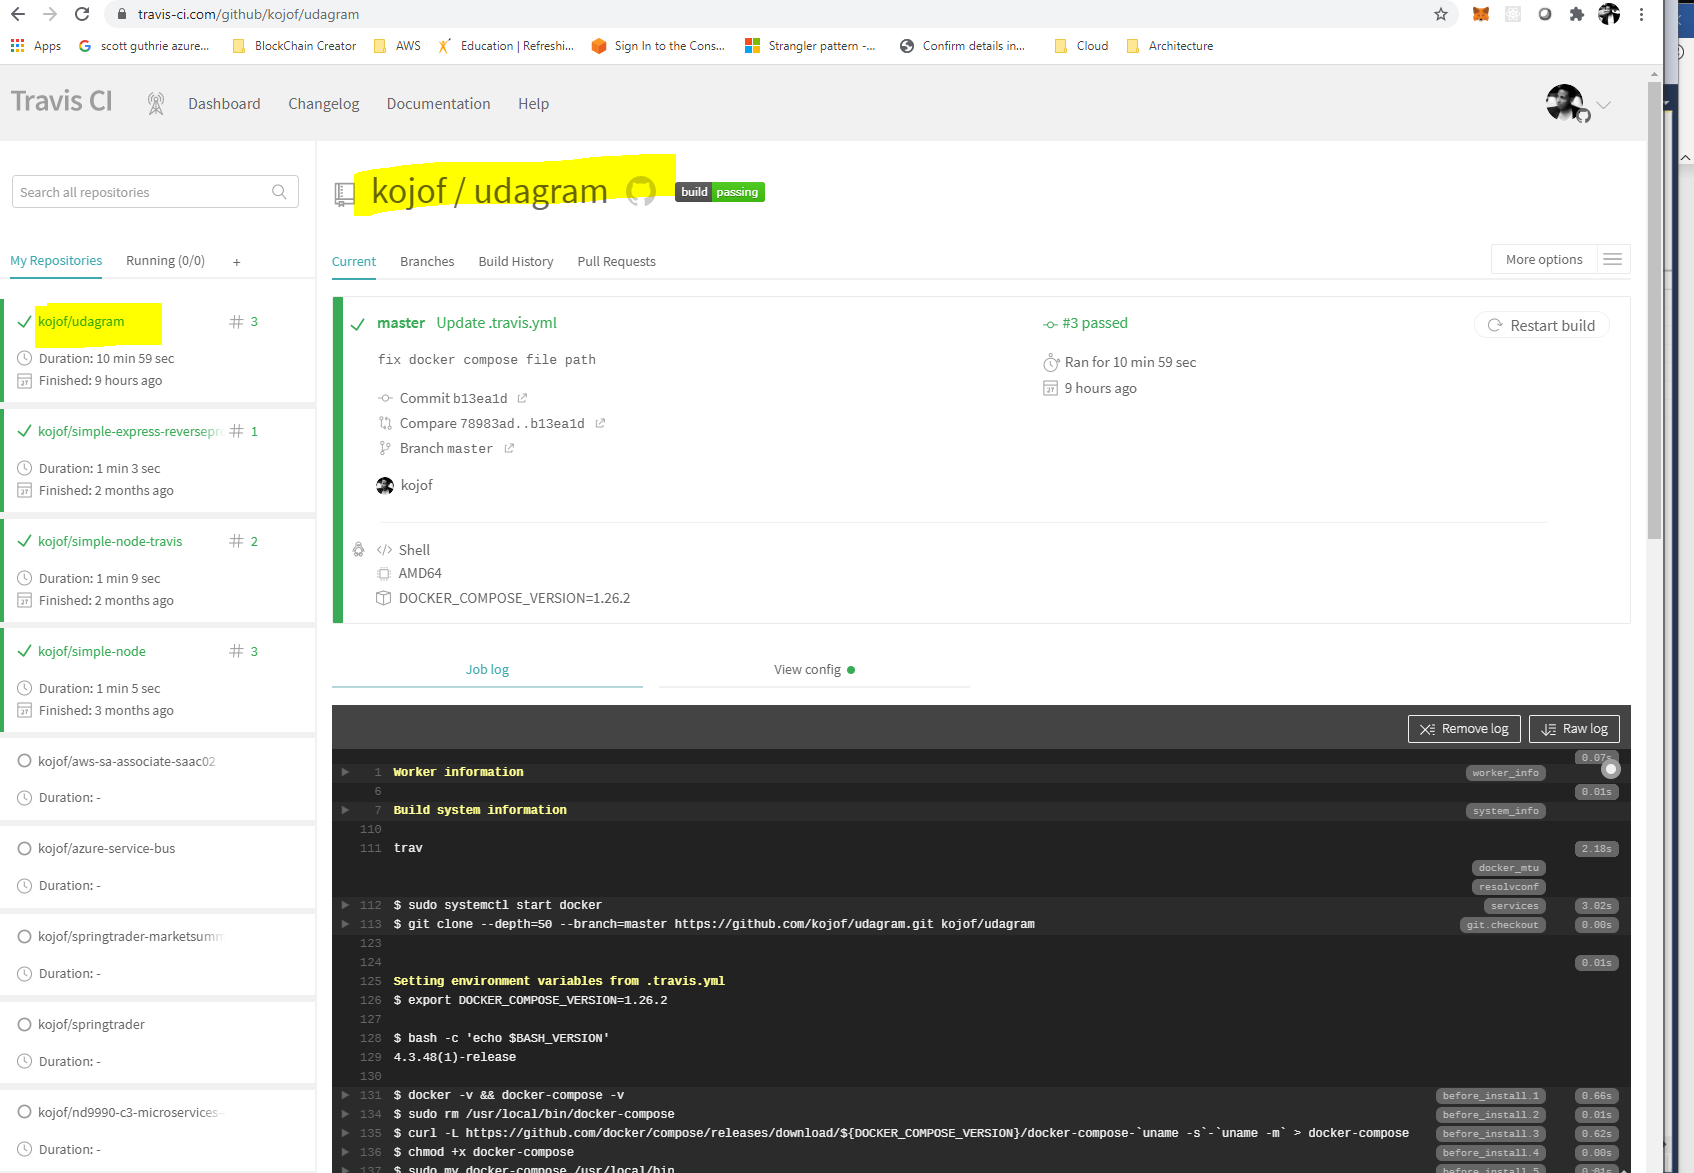 travis-ci.com/github/kojof/udagram
Apps
scott guthrie azure...
BlockChain Creator
AWS
Education | Refreshi...
Sign In to the Cons...
Strangler pattern -...
Confirm details in...
Cloud
Architecture
Travis CI
Dashboard
Changelog
Documentation
Help
Search all repositories
My Repositories
Running (0/0)
+
kojof/udagram
# 3
Duration: 10 min 59 sec
Finished: 9 hours ago
kojof/simple-express-reversepr
# 1
Duration: 1 min 3 sec
Finished: 2 months ago
kojof/simple-node-travis
# 2
Duration: 1 min 9 sec
Finished: 2 months ago
kojof/simple-node
# 3
Duration: 1 min 5 sec
Finished: 3 months ago
kojof/aws-sa-associate-saac02
Duration: -
kojof/azure-service-bus
Duration: -
kojof/springtrader-marketsumm
Duration: -
kojof/springtrader
Duration: -
kojof/nd9990-c3-microservices-
Duration: -
kojof / udagram
build passing
Current
Branches
Build History
Pull Requests
More options
master Update .travis.yml
fix docker compose file path
Commit b13ea1d
Compare 78983ad..b13ea1d
Branch master
kojof
#3 passed
Ran for 10 min 59 sec
9 hours ago
Restart build
</> Shell
AMD64
DOCKER_COMPOSE_VERSION=1.26.2
Job log
View config
Remove log
Raw log
0.07s
1 Worker information worker_info
6 0.01s
7 Build system information system_info
110
111 trav 2.18s
docker_mtu
resolvconf
112 $ sudo systemctl start docker services 3.02s
113 $ git clone --depth=50 --branch=master https://github.com/kojof/udagram.git kojof/udagram git.checkout 0.00s
123
124 0.01s
125 Setting environment variables from .travis.yml
126 $ export DOCKER_COMPOSE_VERSION=1.26.2
127
128 $ bash -c 'echo $BASH_VERSION'
129 4.3.48(1)-release
130
131 $ docker -v && docker-compose -v before_install.1 0.66s
134 $ sudo rm /usr/local/bin/docker-compose before_install.2 0.01s
135 $ curl -L https://github.com/docker/compose/releases/download/${DOCKER_COMPOSE_VERSION}/docker-compose-`uname -s`-`uname -m` > docker-compose before_install.3 0.62s
136 $ chmod +x docker-compose before_install.4 0.00s
137 $ sudo mv docker-compose /usr/local/bin before_install.5 0.01s